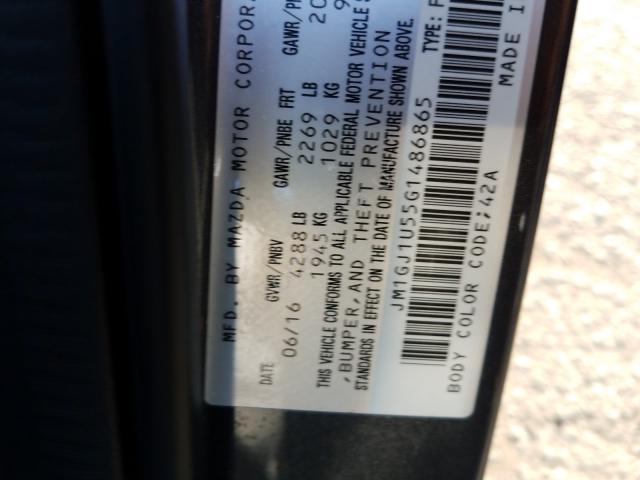 MFD. BY MAZDA MOTOR CORPOR
GVWR/PNBV GAWR/PNBE FRT GAWR/PN
DATE 06/16 4288 LB 2269 LB 20
1945 KG 1029 KG 9
THIS VEHICLE CONFORMS TO ALL APPLICABLE FEDERAL MOTOR VEHICLE S
, BUMPER, AND THEFT PREVENTION
STANDARDS IN EFFECT ON THE DATE OF MANUFACTURE SHOWN ABOVE.
JM1GJ1U55G1486865 TYPE:
BODY COLOR CODE;42A MADE I